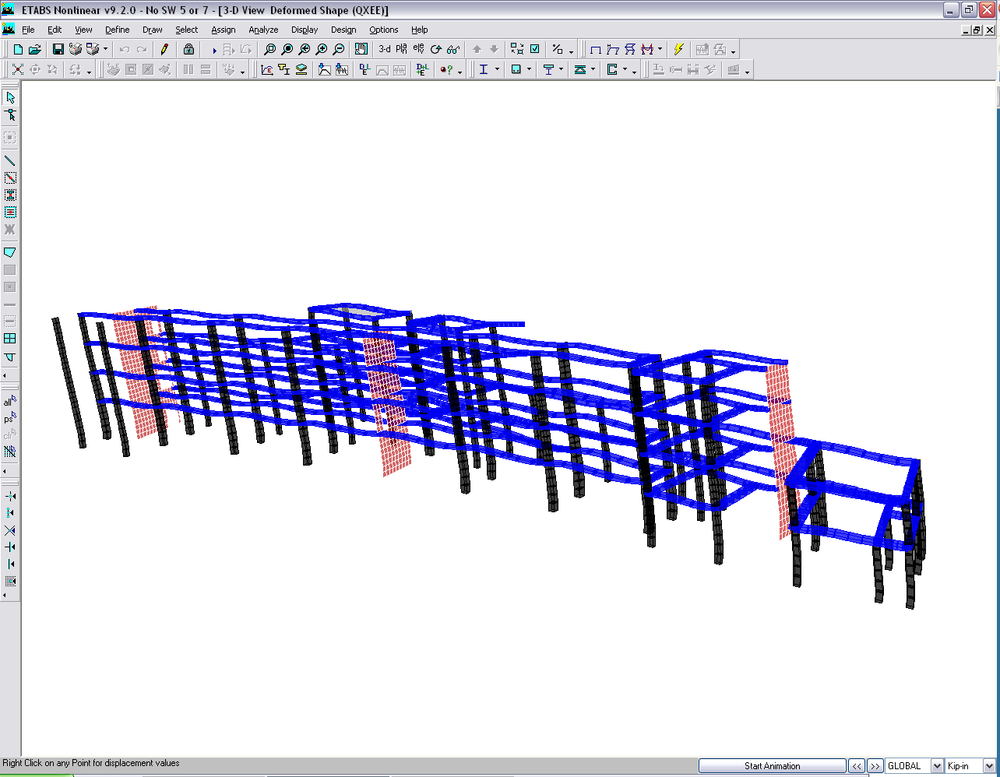 ETABS Nonlinear v9.2.0 - No SW 5 or 7 - [3-D View  Deformed Shape (QXEE)]
File Edit View Define Draw Select Assign Analyze Display Design Options Help
3-d
all
ps
clr
Right Click on any Point for displacement values
Start Animation << >> GLOBAL Kip-in